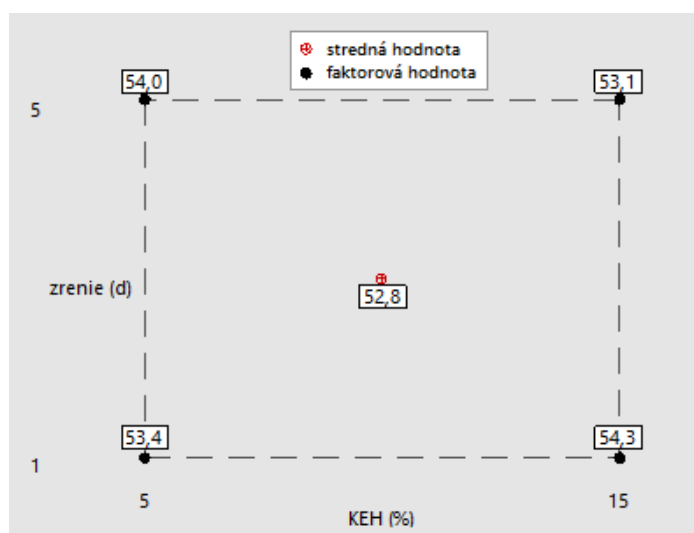 stredná hodnota
faktorová hodnota
54,0
53,1
5
zrenie (d)
52,8
53,4
54,3
1
5
15
KEH (%)